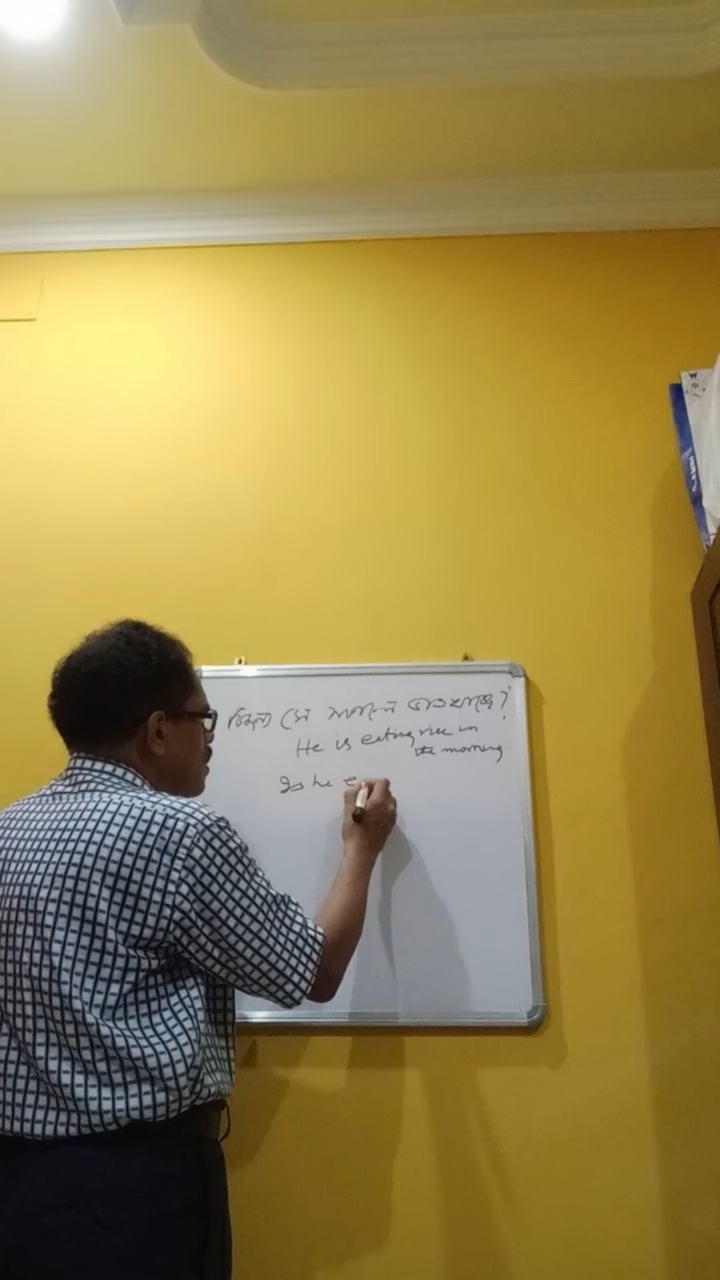 সে সকালে ভাত খাচ্ছে?
He is eating rice in
the morning.
Is he e